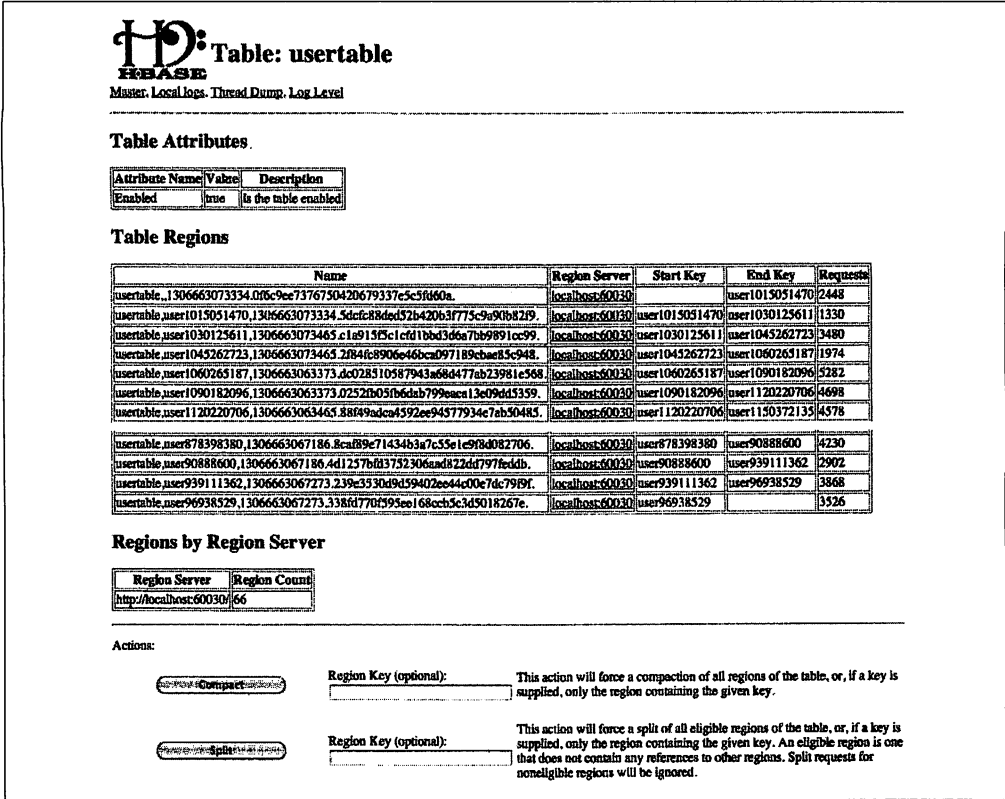 HBASE
Table: usertable
Master, Local logs, Thread Dump, Log Level
Table Attributes
Attribute Name Value Description
Enabled true Is the table enabled
Table Regions
Name Region Server Start Key End Key Requests
usertable,,1306663073334.0f6c9ee7376750420679337e5c5fd60a. localhost:60030 user1015051470 2448
usertable,user1015051470,1306663073334.5dcfc88ded52b420b3f775c9a90b82f9. localhost:60030 user1015051470 user1030125611 1330
usertable,user1030125611,1306663073465.c1a915f5c1cfd1bbd3d6a7bb9891cc99. localhost:60030 user1030125611 user1045262723 3480
usertable,user1045262723,1306663073465.2f84fc8906e46bca097189cbae85c948. localhost:60030 user1045262723 user1060265187 1974
usertable,user1060265187,1306663063373.dc028510587943a68d477ab23981e568. localhost:60030 user1060265187 user1090182096 5282
usertable,user1090182096,1306663063373.0252fb05fb6dab799eaca13e09dd5359. localhost:60030 user1090182096 user1120220706 4698
usertable,user1120220706,1306663063465.88f49adca4592ee94577934e7ab50485. localhost:60030 user1120220706 user1150372135 4578
usertable,user878398380,1306663067186.8caf89e71434b3a7c55e1e9f8d082706. localhost:60030 user878398380 user90888600 4230
usertable,user90888600,1306663067186.4d1257bfd3752306aad822dd797feddb. localhost:60030 user90888600 user939111362 2902
usertable,user939111362,1306663067273.239e3530d9d59402ee44c00e7dc79f9f. localhost:60030 user939111362 user96938529 3868
usertable,user96938529,1306663067273.338fd770f595ee168ccb5c3d5018267e. localhost:60030 user96938529 3526
Regions by Region Server
Region Server Region Count
http://localhost:60030/ 66
Actions:
Compact
Region Key (optional):
This action will force a compaction of all regions of the table, or, if a key is
supplied, only the region containing the given key.
Split
Region Key (optional):
This action will force a split of all eligible regions of the table, or, if a key is
supplied, only the region containing the given key. An eligible region is one
that does not contain any references to other regions. Split requests for
noneligible regions will be ignored.